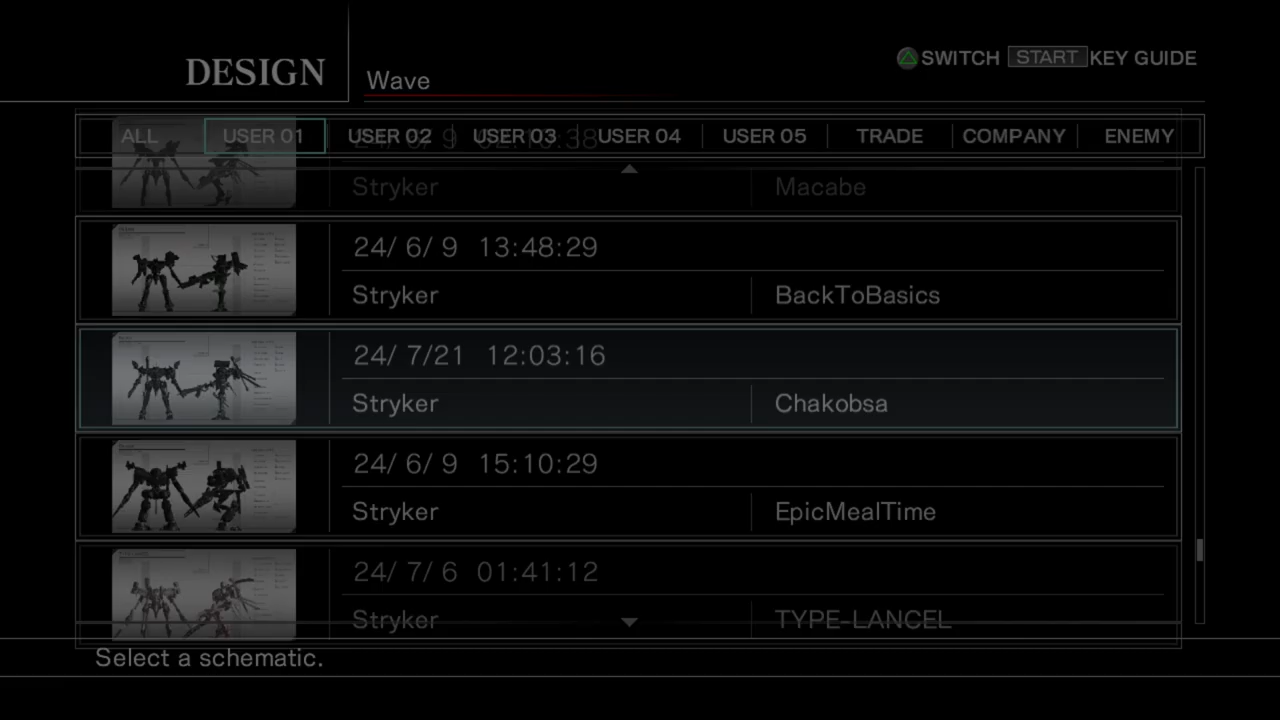 DESIGN
Wave
SWITCH START KEY GUIDE
ALL USER 01 USER 02 USER 03 USER 04 USER 05 TRADE COMPANY ENEMY
Stryker Macabe
24/ 6/ 9 13:48:29
Stryker BackToBasics
24/ 7/21 12:03:16
Stryker Chakobsa
24/ 6/ 9 15:10:29
Stryker EpicMealTime
24/ 7/ 6 01:41:12
Stryker TYPE-LANCEL
Select a schematic.